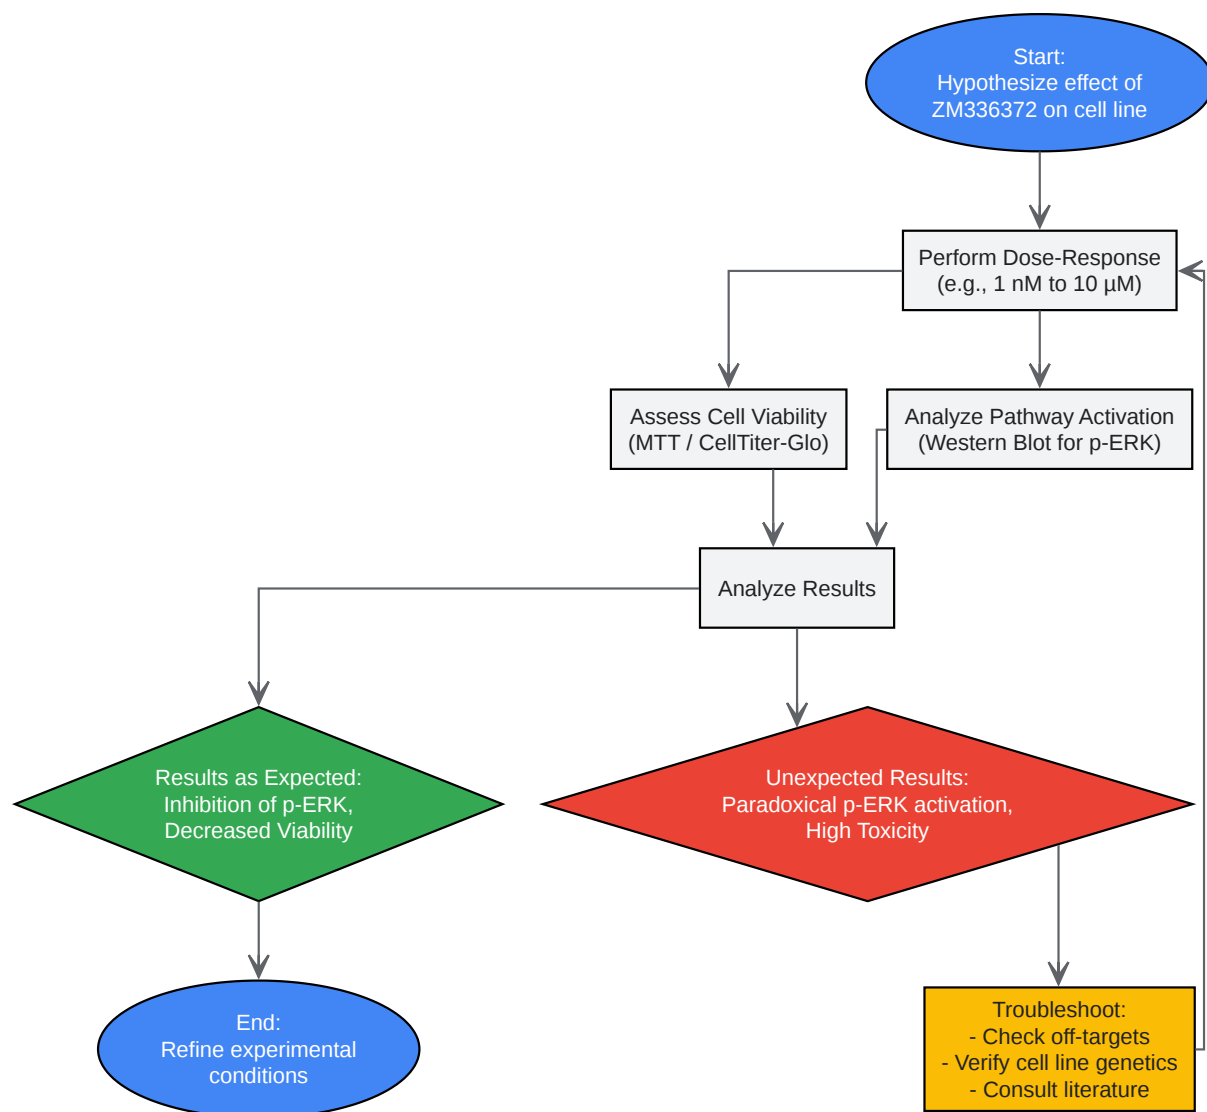 Start:
Hypothesize effect of
ZM336372 on cell line
Perform Dose-Response
(e.g., 1 nM to 10 µM)
Assess Cell Viability
(MTT / CellTiter-Glo)
Analyze Pathway Activation
(Western Blot for p-ERK)
Analyze Results
Results as Expected:
Inhibition of p-ERK,
Decreased Viability
Unexpected Results:
Paradoxical p-ERK activation,
High Toxicity
End:
Refine experimental
conditions
Troubleshoot:
- Check off-targets
- Verify cell line genetics
- Consult literature